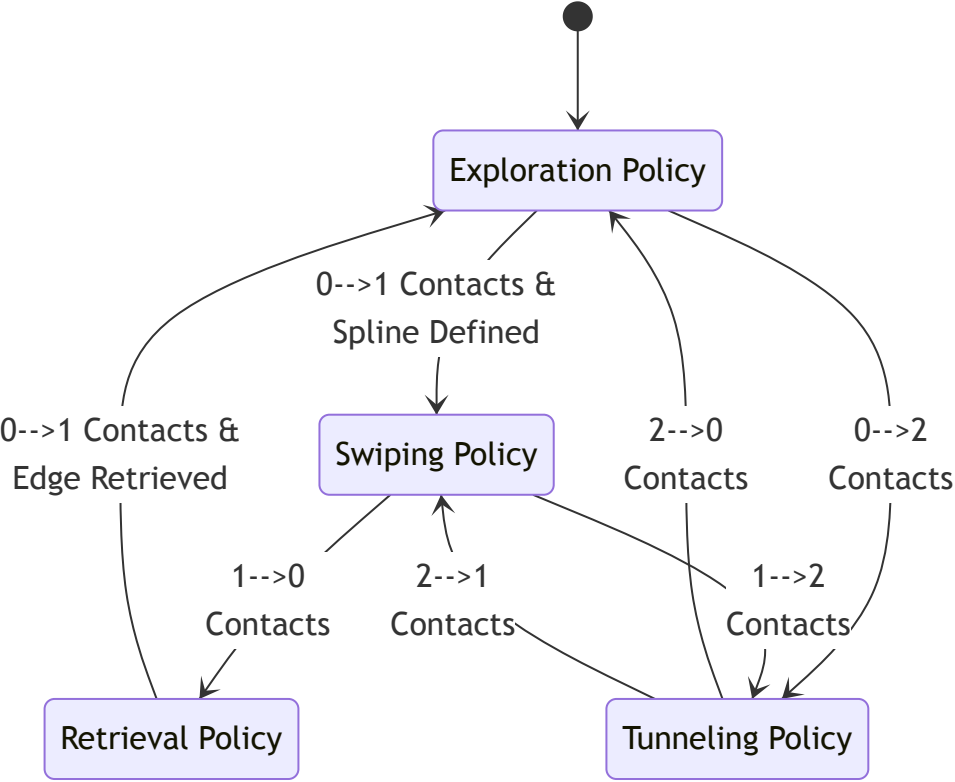 Exploration Policy
0-->1 Contacts &
Spline Defined
0-->1 Contacts &
Edge Retrieved
Swiping Policy
2-->0
Contacts
0-->2
Contacts
1-->0
Contacts
2-->1
Contacts
1-->2
Contacts
Retrieval Policy
Tunneling Policy